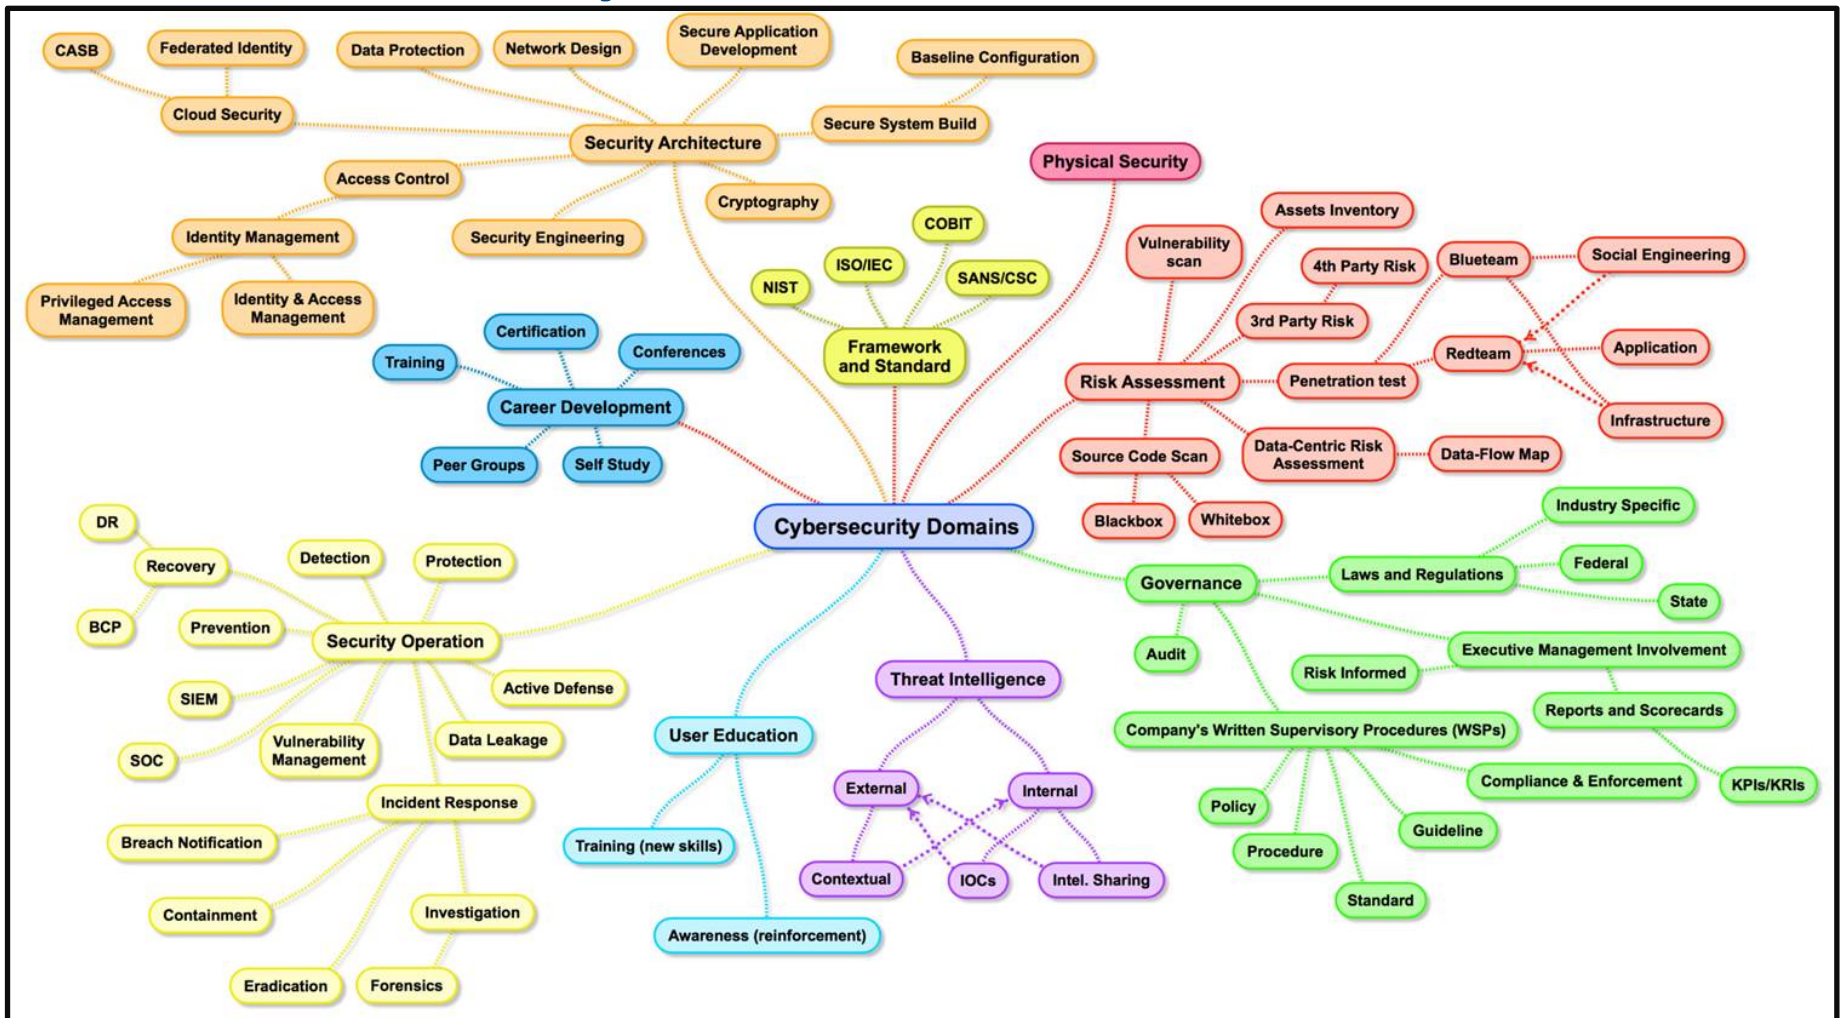 CASB
Federated Identity
Data Protection
Network Design
Secure Application
Development
Baseline Configuration
Cloud Security
Secure System Build
Security Architecture
Physical Security
Access Control
Cryptography
Identity Management
Security Engineering
Privileged Access
Management
Identity & Access
Management
COBIT
ISO/IEC
SANS/CSC
NIST
Framework
and Standard
Assets Inventory
Vulnerability
scan
4th Party Risk
Blueteam
Social Engineering
3rd Party Risk
Redteam
Application
Risk Assessment
Penetration test
Infrastructure
Source Code Scan
Data-Centric Risk
Assessment
Data-Flow Map
Blackbox
Whitebox
Certification
Training
Conferences
Career Development
Peer Groups
Self Study
Cybersecurity Domains
DR
Recovery
Detection
Protection
BCP
Prevention
Security Operation
SIEM
Active Defense
SOC
Vulnerability
Management
Data Leakage
Incident Response
Breach Notification
Containment
Investigation
Eradication
Forensics
User Education
Training (new skills)
Awareness (reinforcement)
Threat Intelligence
External
Internal
Contextual
IOCs
Intel. Sharing
Industry Specific
Governance
Laws and Regulations
Federal
State
Audit
Executive Management Involvement
Risk Informed
Reports and Scorecards
Company's Written Supervisory Procedures (WSPs)
Compliance & Enforcement
KPIs/KRIs
Policy
Guideline
Procedure
Standard